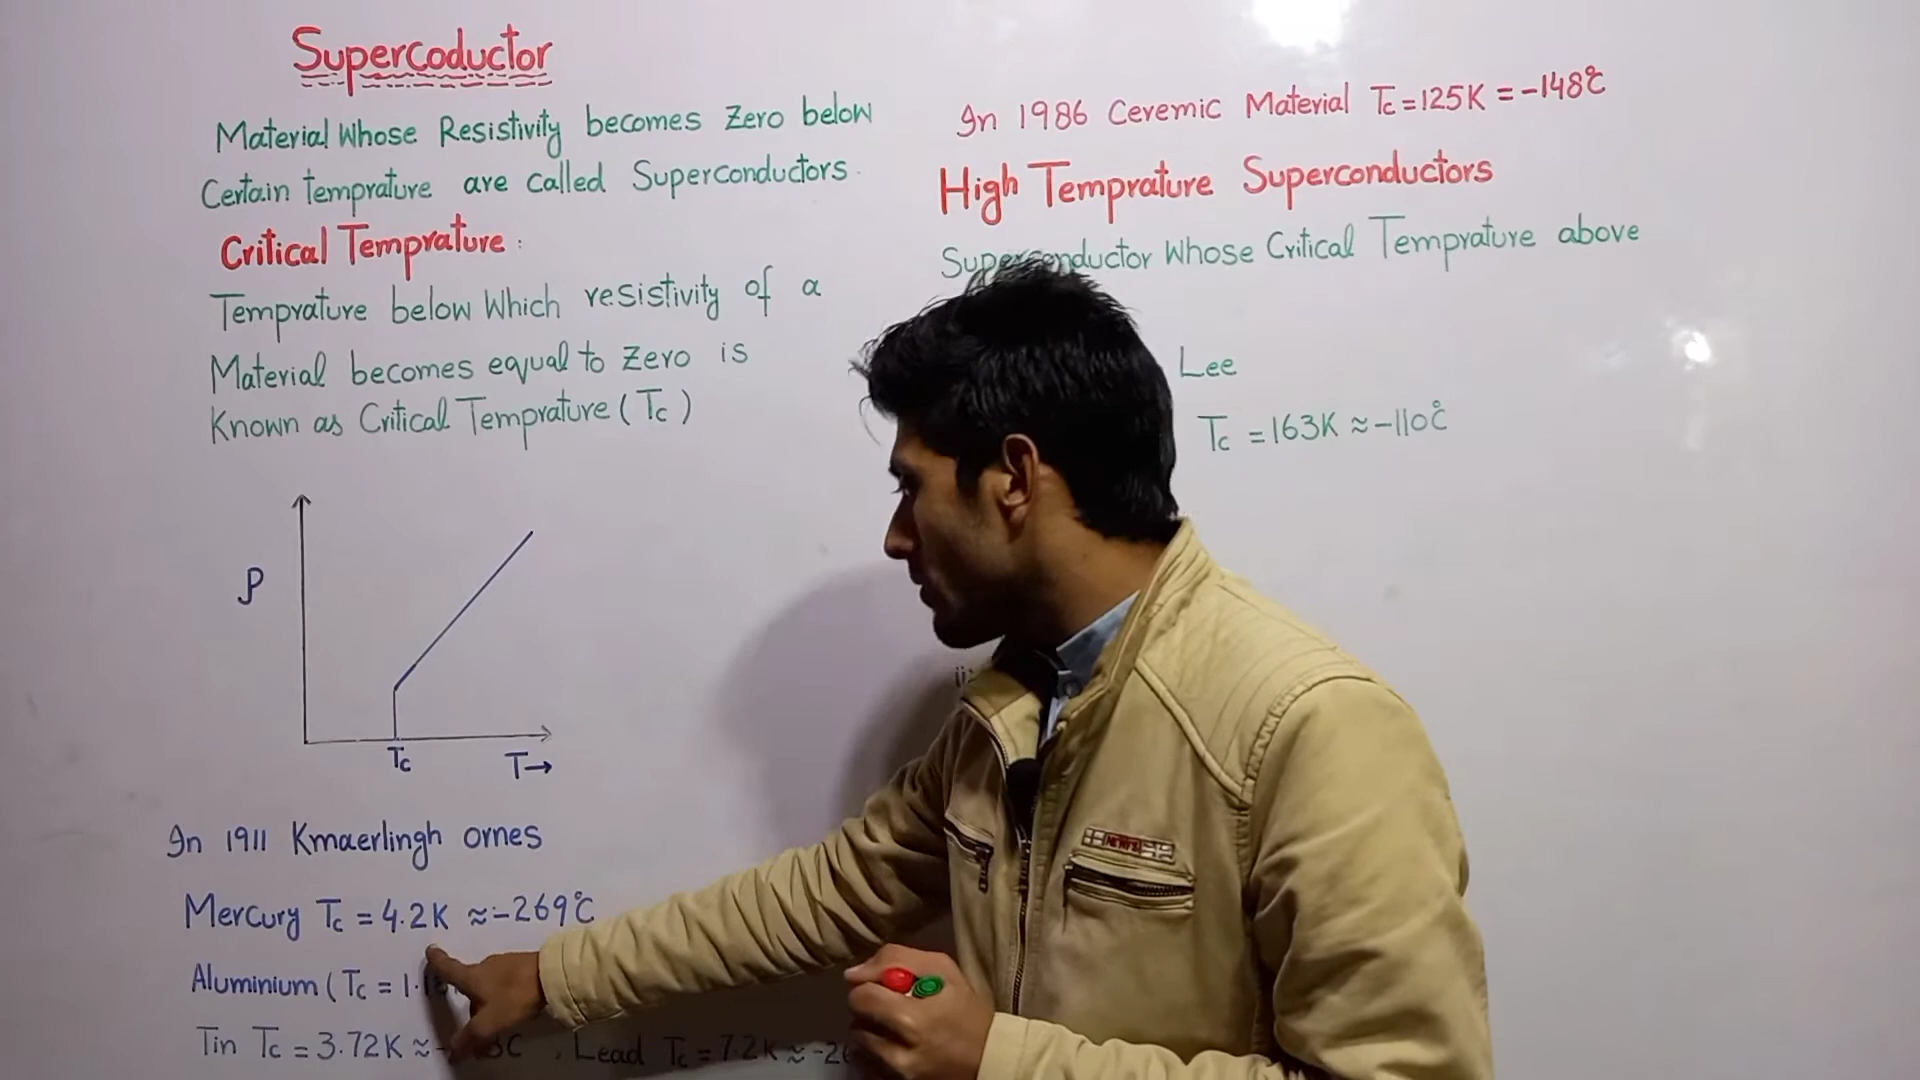 Supercoductor
Material Whose Resistivity becomes Zero below
Certain temprature are called Superconductors.
Critical Temprature:
Temprature below Which resistivity of a
Material becomes equal to Zero is
Known as Critical Temprature (Tc)
ρ
Tc
T→
In 1911 Kmaerlingh ornes
Mercury Tc = 4.2K ≈ -269°C
Aluminium (Tc = 1.1
Tin Tc = 3.72K ≈ - C , Lead Tc = 7.2K ≈ -26
In 1986 Ceremic Material Tc = 125K = -148°C
High Temprature Superconductors
Superconductor Whose Critical Temprature above
Lee
Tc = 163K ≈ -110°C